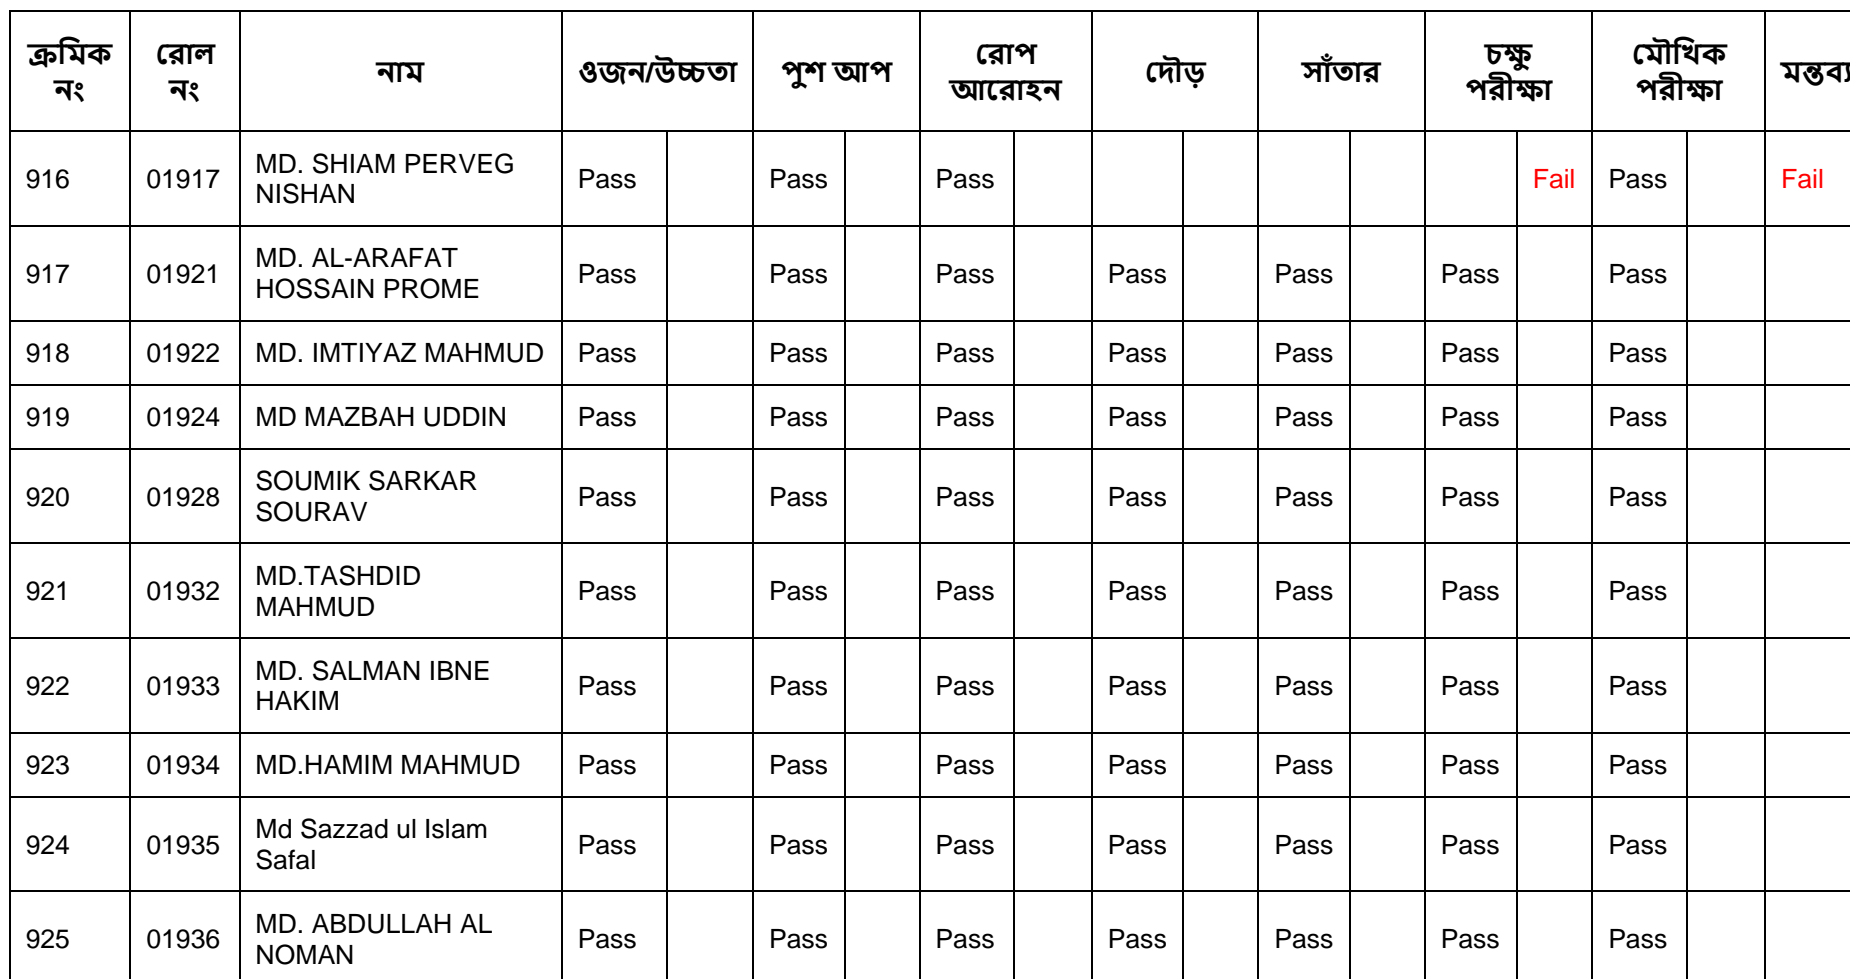 ক্রমিক নং রোল নং নাম ওজন/উচ্চতা পুশ আপ রোপ আরোহন দৌড় সাঁতার চক্ষু পরীক্ষা মৌখিক পরীক্ষা মন্তব্য
916 01917 MD. SHIAM PERVEG NISHAN Pass Pass Pass Fail Pass Fail
917 01921 MD. AL-ARAFAT HOSSAIN PROME Pass Pass Pass Pass Pass Pass Pass
918 01922 MD. IMTIYAZ MAHMUD Pass Pass Pass Pass Pass Pass Pass
919 01924 MD MAZBAH UDDIN Pass Pass Pass Pass Pass Pass Pass
920 01928 SOUMIK SARKAR SOURAV Pass Pass Pass Pass Pass Pass Pass
921 01932 MD.TASHDID MAHMUD Pass Pass Pass Pass Pass Pass Pass
922 01933 MD. SALMAN IBNE HAKIM Pass Pass Pass Pass Pass Pass Pass
923 01934 MD.HAMIM MAHMUD Pass Pass Pass Pass Pass Pass Pass
924 01935 Md Sazzad ul Islam Safal Pass Pass Pass Pass Pass Pass Pass
925 01936 MD. ABDULLAH AL NOMAN Pass Pass Pass Pass Pass Pass Pass